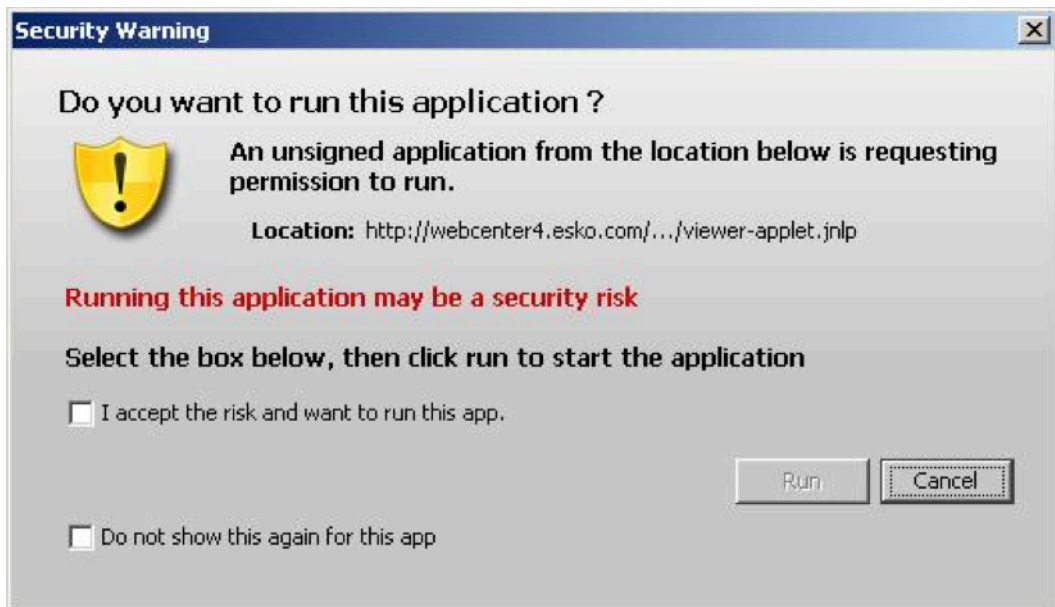 Security Warning
Do you want to run this application ?
An unsigned application from the location below is requesting
permission to run.
Location: http://webcenter4.esko.com/.../viewer-applet.jnlp
Running this application may be a security risk
Select the box below, then click run to start the application
I accept the risk and want to run this app.
Run Cancel
Do not show this again for this app